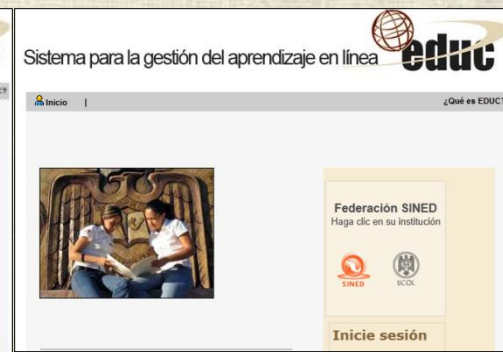 Sistema para la gestión del aprendizaje en línea
educ
Inicio |
¿Qué es EDUC?
Federación SINED
Haga clic en su institución
SINED
UCOL
Inicie sesión